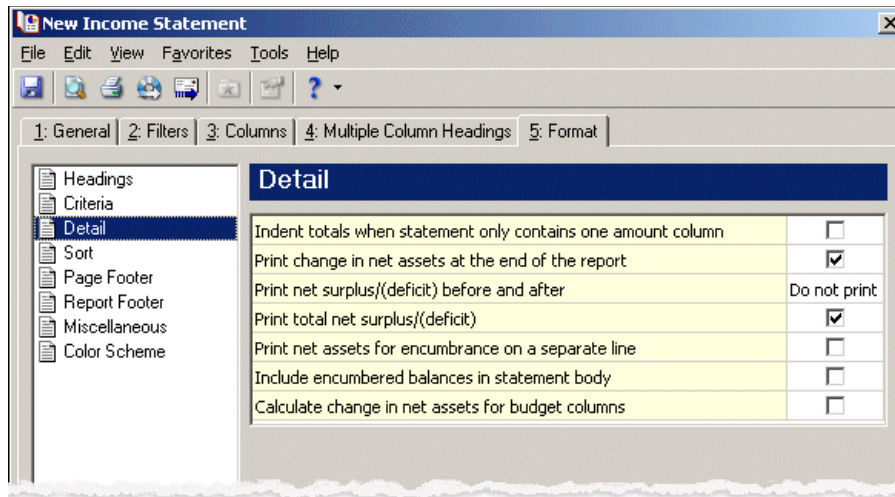 New Income Statement
File Edit View Favorites Tools Help
1: General 2: Filters 3: Columns 4: Multiple Column Headings 5: Format
Headings
Criteria
Detail
Sort
Page Footer
Report Footer
Miscellaneous
Color Scheme
Detail
Indent totals when statement only contains one amount column
Print change in net assets at the end of the report
Print net surplus/(deficit) before and after Do not print
Print total net surplus/(deficit)
Print net assets for encumbrance on a separate line
Include encumbered balances in statement body
Calculate change in net assets for budget columns